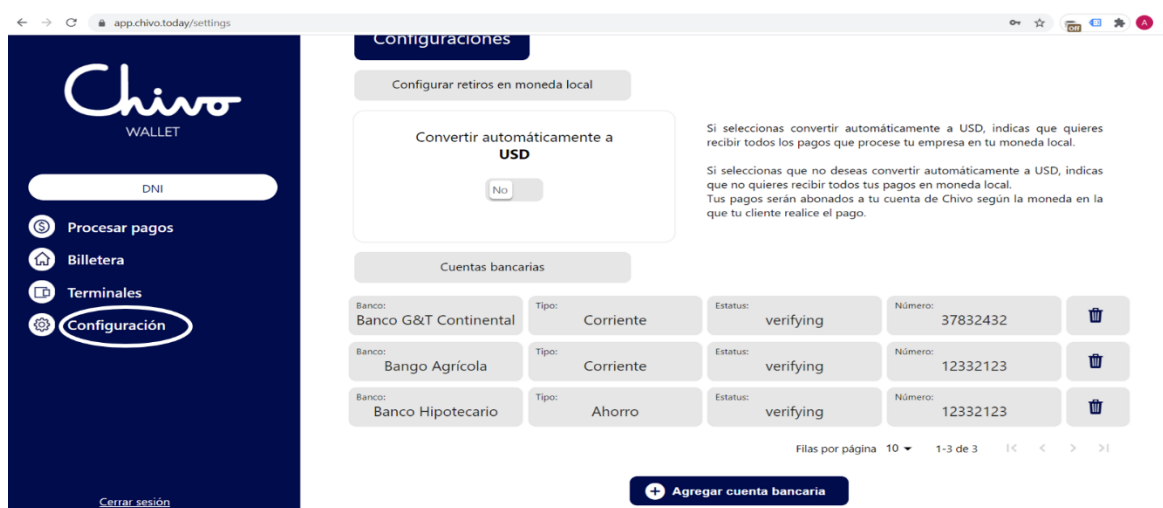 app.chivo.today/settings
Off
A
Chivo
WALLET
DNI
Procesar pagos
Billetera
Terminales
Configuración
Cerrar sesión
Configuraciones
Configurar retiros en moneda local
Convertir automáticamente a
USD
No
Si seleccionas convertir automáticamente a USD, indicas que quieres
recibir todos los pagos que procese tu empresa en tu moneda local.
Si seleccionas que no deseas convertir automáticamente a USD, indicas
que no quieres recibir todos tus pagos en moneda local.
Tus pagos serán abonados a tu cuenta de Chivo según la moneda en la
que tu cliente realice el pago.
Cuentas bancarias
Banco: Tipo: Estatus: Número:
Banco G&T Continental Corriente verifying 37832432
Banco: Tipo: Estatus: Número:
Bango Agrícola Corriente verifying 12332123
Banco: Tipo: Estatus: Número:
Banco Hipotecario Ahorro verifying 12332123
Filas por página 10 1-3 de 3
Agregar cuenta bancaria